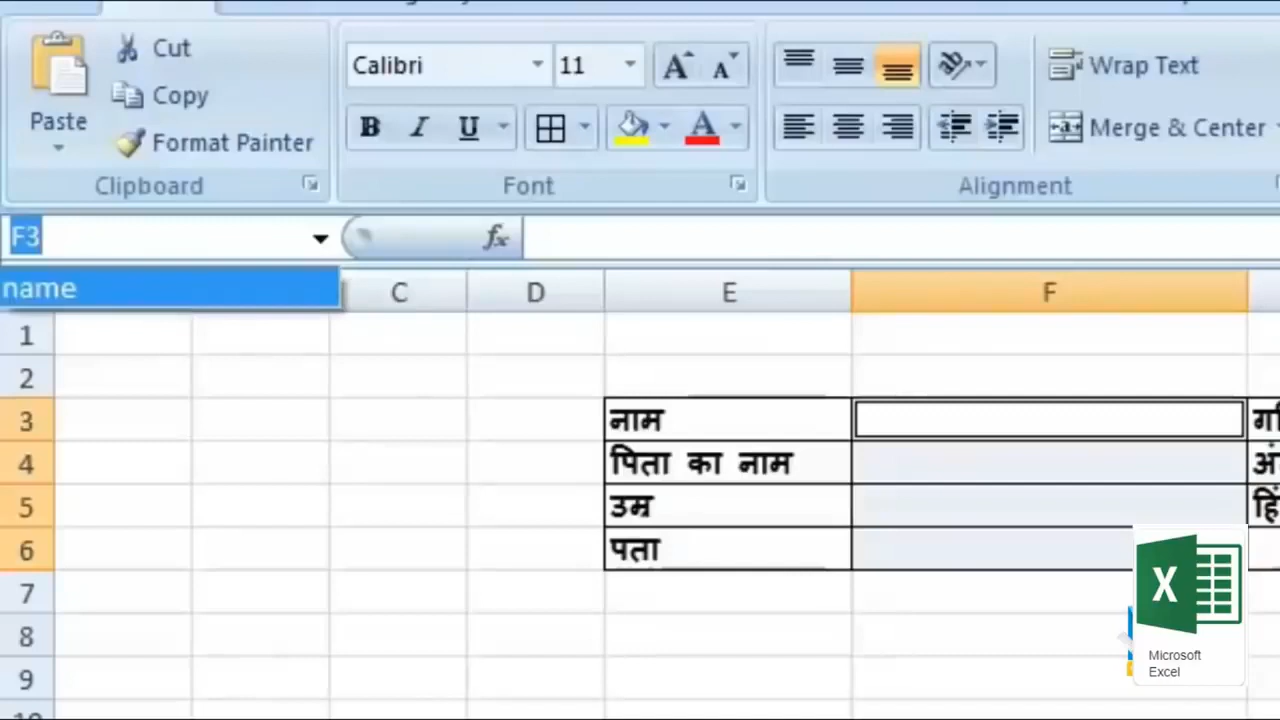 Cut
Copy
Paste
Format Painter
Clipboard
Calibri
11
B I U
A
Font
Wrap Text
Merge & Center
Alignment
F3
fx
name
C D E F
1
2
3 नाम
4 पिता का नाम
5 उम्र
6 पता
7
8
9
X
Microsoft
Excel